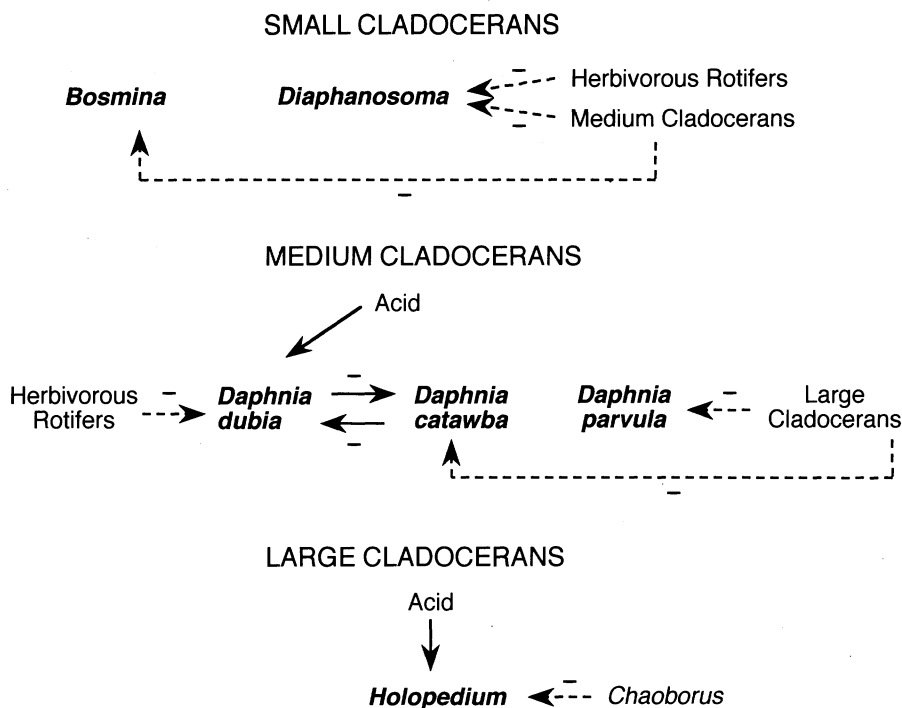 SMALL CLADOCERANS
Bosmina Diaphanosoma – Herbivorous Rotifers
– Medium Cladocerans
–
MEDIUM CLADOCERANS
Acid
Herbivorous Rotifers – Daphnia dubia – – Daphnia catawba Daphnia parvula – Large Cladocerans
–
LARGE CLADOCERANS
Acid
Holopedium – Chaoborus